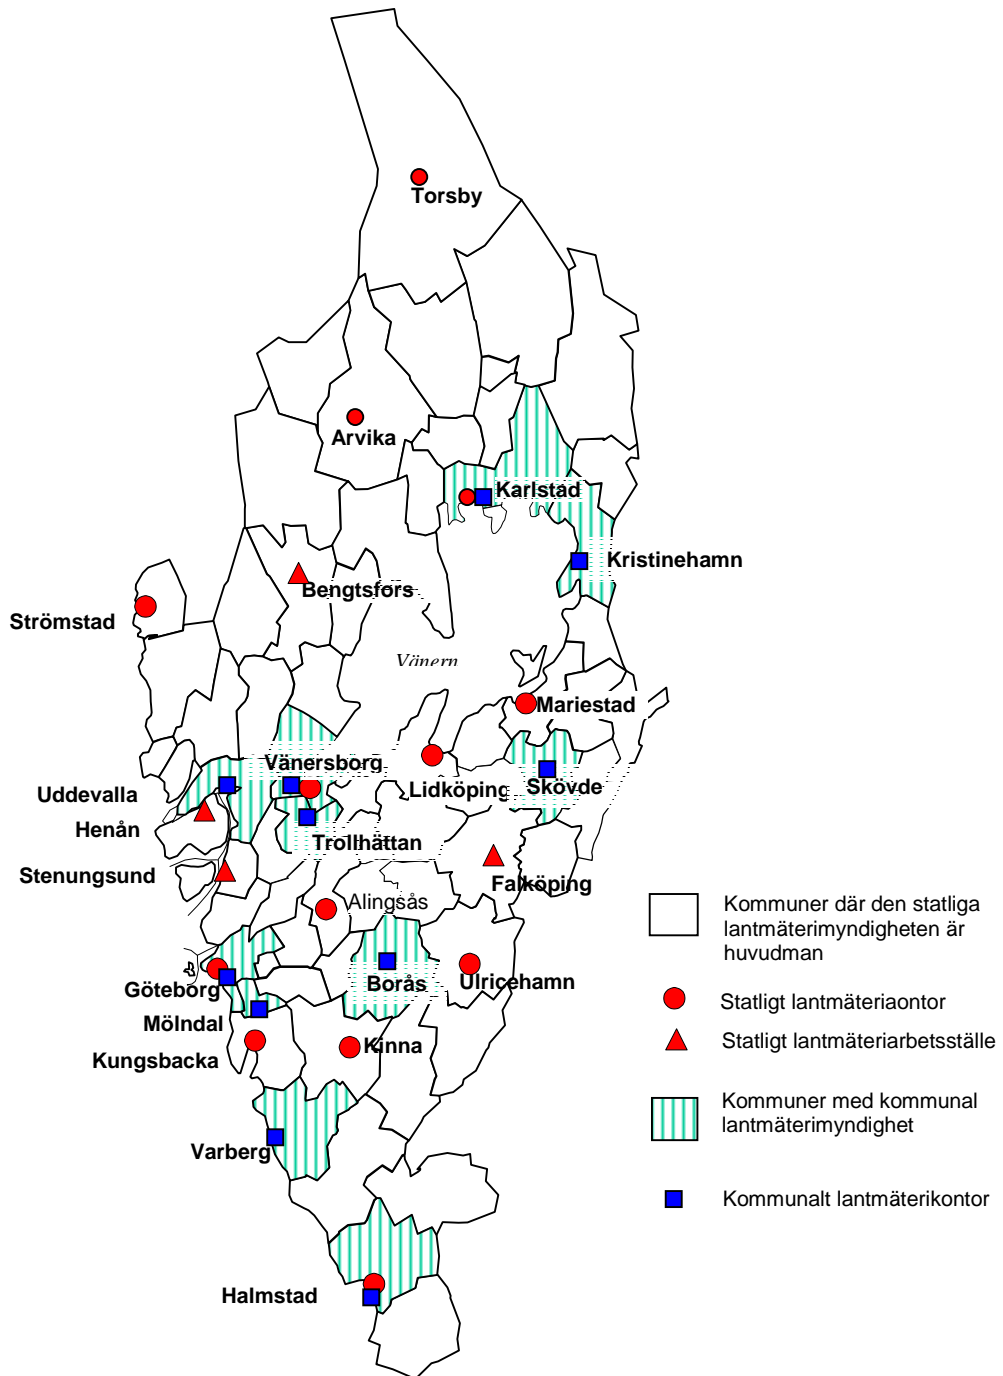 Torsby
Arvika
Karlstad
Kristinehamn
Bengtsfors
Strömstad
Vänern
Mariestad
Vänersborg
Lidköping
Skövde
Uddevalla
Henån
Trollhättan
Stenungsund
Falköping
Alingsås
Kommuner där den statliga
lantmäterimyndigheten är
huvudman
Göteborg
Borås
Ulricehamn
Statligt lantmäteriaontor
Mölndal
Statligt lantmäteriarbetsställe
Kungsbacka
Kinna
Kommuner med kommunal
lantmäterimyndighet
Varberg
Kommunalt lantmäterikontor
Halmstad